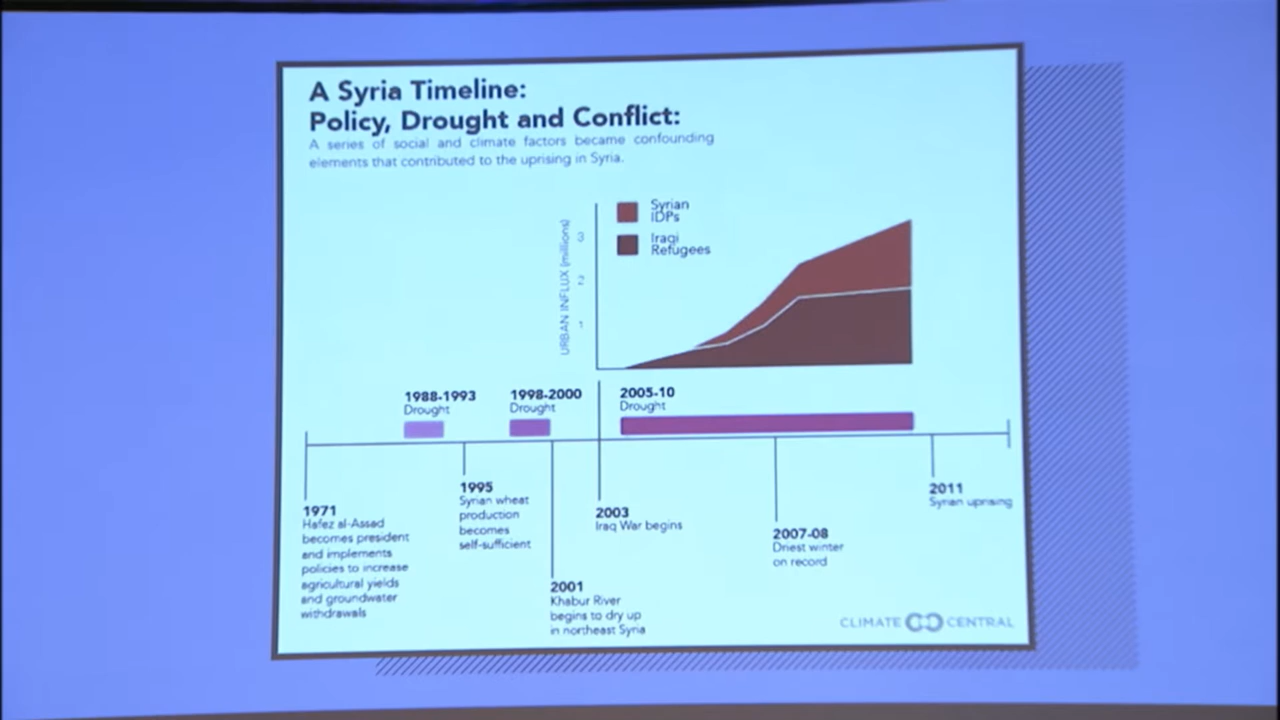 A Syria Timeline:
Policy, Drought and Conflict:
A series of social and climate factors became confounding
elements that contributed to the uprising in Syria.
Syrian
IDPs
Iraqi
Refugees
URBAN INFLUX (millions)
3
2
1
1988-1993
Drought
1998-2000
Drought
2005-10
Drought
1971
Hafez al-Assad
becomes president
and implements
policies to increase
agricultural yields
and groundwater
withdrawals
1995
Syrian wheat
production
becomes
self-sufficient
2001
Khabur River
begins to dry up
in northeast Syria
2003
Iraq War begins
2007-08
Driest winter
on record
2011
Syrian uprising
CLIMATE CENTRAL